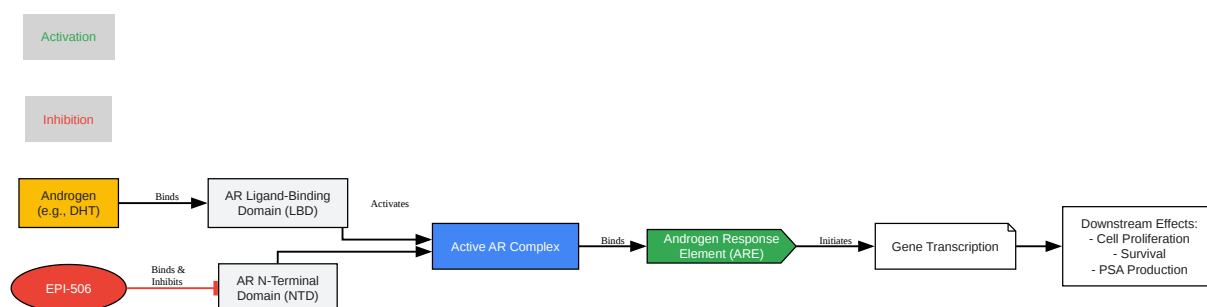 Activation
Inhibition
Androgen
(e.g., DHT)
Binds
AR Ligand-Binding
Domain (LBD)
Activates
EPI-506
Binds &
Inhibits
AR N-Terminal
Domain (NTD)
Active AR Complex
Binds
Androgen Response
Element (ARE)
Initiates
Gene Transcription
Downstream Effects:
- Cell Proliferation
- Survival
- PSA Production